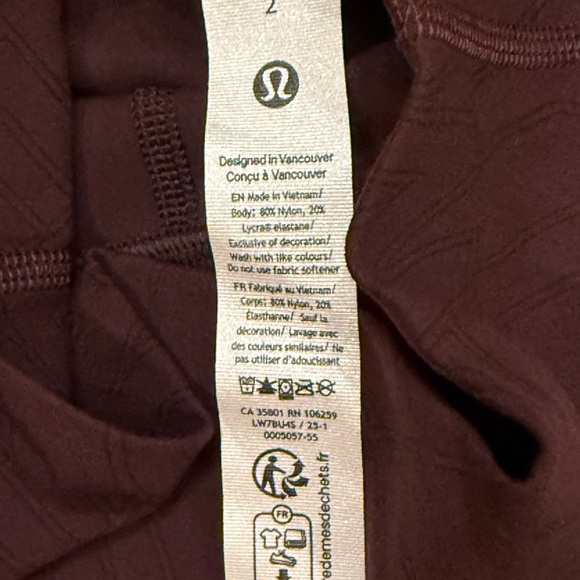 2
Designed in Vancouver
Conçu à Vancouver
EN Made in Vietnam/
Body: 80% Nylon, 20%
Lycra® elastane/
Exclusive of decoration/
Wash with like colours/
Do not use fabric softener
FR Fabriqué au Vietnam/
Corps: 80% Nylon, 20%
Élasthanne/ Sauf la
décoration/ Lavage avec
des couleurs similaires/ Ne
pas utiliser d'adoucissant
CA 35801 RN 106259
LW7BU4S / 25-1
0005057-55
FR
edemesdechets.fr